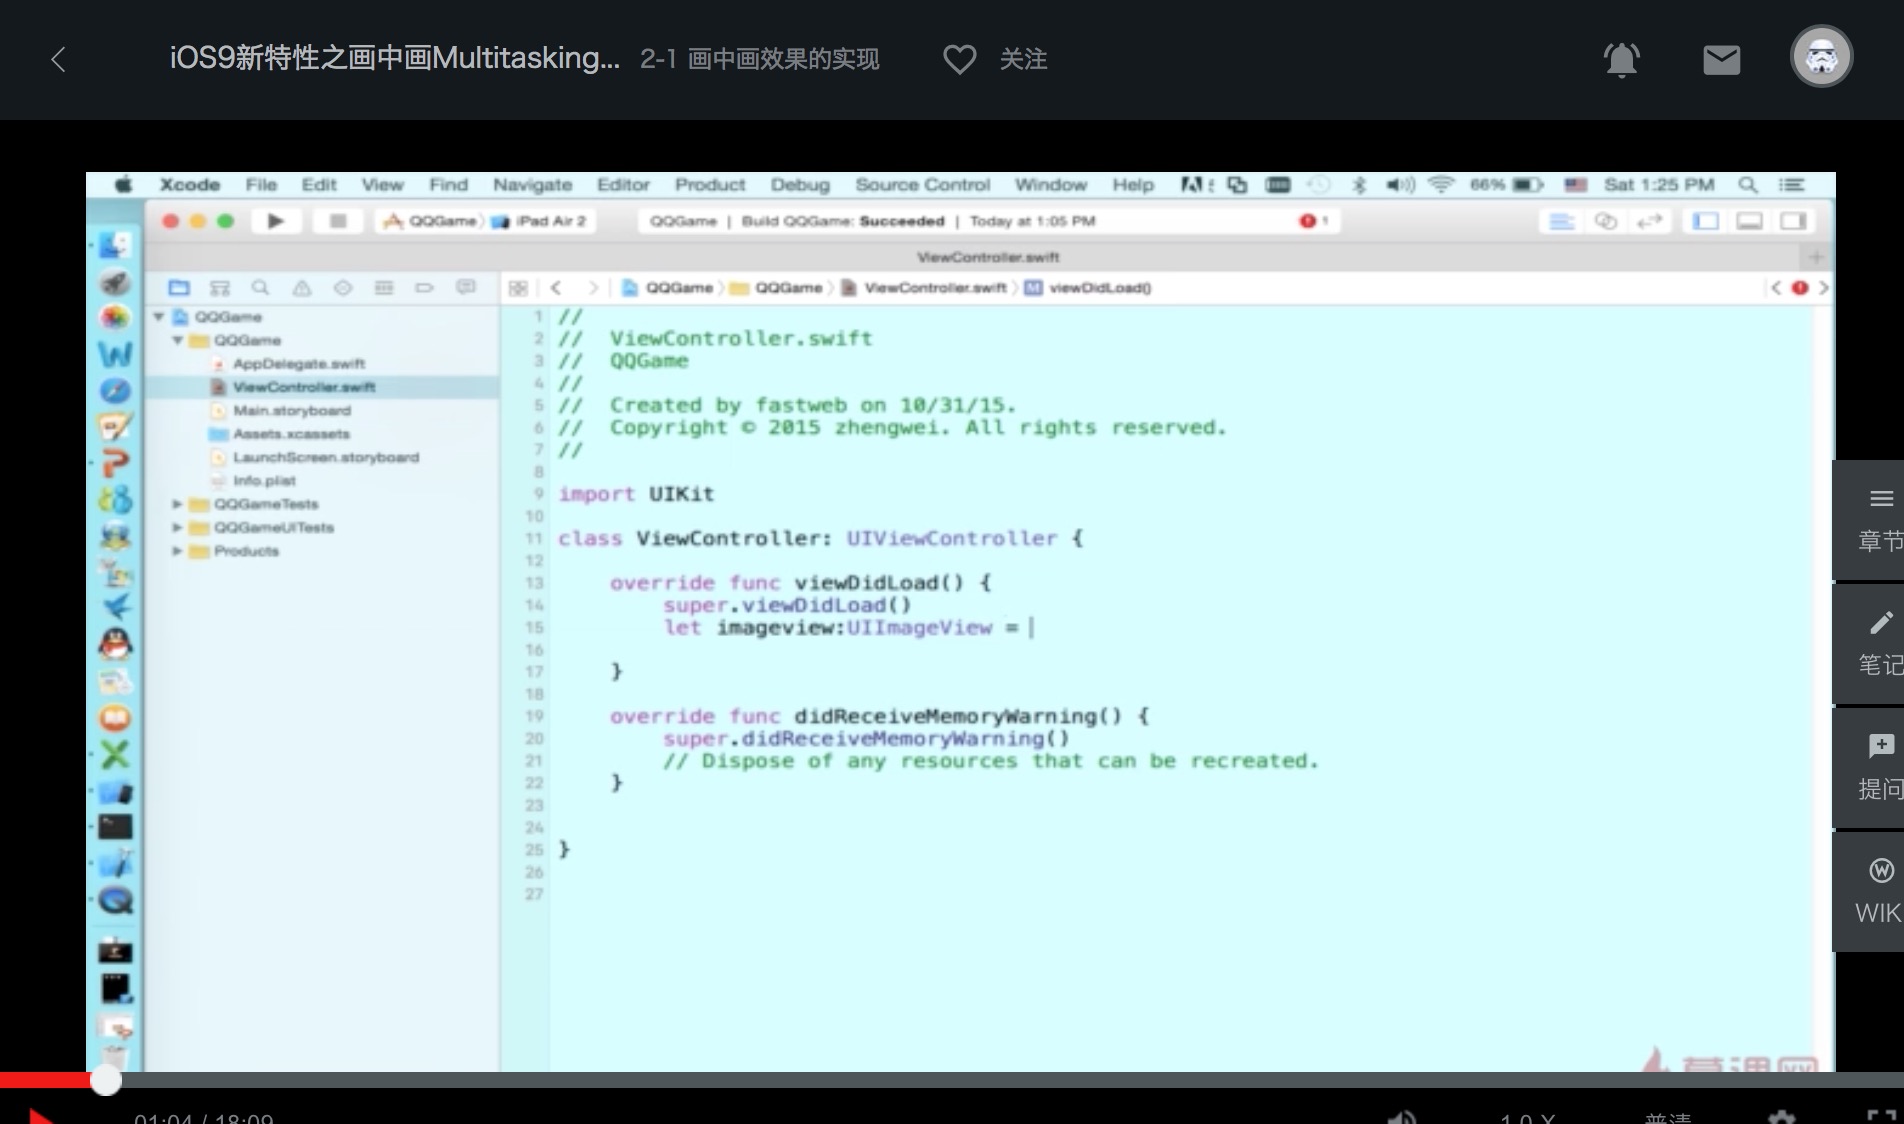 iOS9新特性之画中画Multitasking... 2-1 画中画效果的实现 关注
Xcode File Edit View Find Navigate Editor Product Debug Source Control Window Help 66% Sat 1:25 PM
QQGame iPad Air 2 QQGame | Build QQGame: Succeeded | Today at 1:05 PM 1
ViewController.swift
QQGame QQGame ViewController.swift M viewDidLoad()
QQGame
QQGame
AppDelegate.swift
ViewController.swift
Main.storyboard
Assets.xcassets
LaunchScreen.storyboard
Info.plist
QQGameTests
QQGameUITests
Products
1 //
2 // ViewController.swift
3 // QQGame
4 //
5 // Created by fastweb on 10/31/15.
6 // Copyright © 2015 zhengwei. All rights reserved.
7 //
8
9 import UIKit
10
11 class ViewController: UIViewController {
12
13 override func viewDidLoad() {
14 super.viewDidLoad()
15 let imageview:UIImageView =
16
17 }
18
19 override func didReceiveMemoryWarning() {
20 super.didReceiveMemoryWarning()
21 // Dispose of any resources that can be recreated.
22 }
23
24
25 }
26
27
章节
笔记
提问
WIK
慕课网
01:04 / 18:09 1.0 X 普清